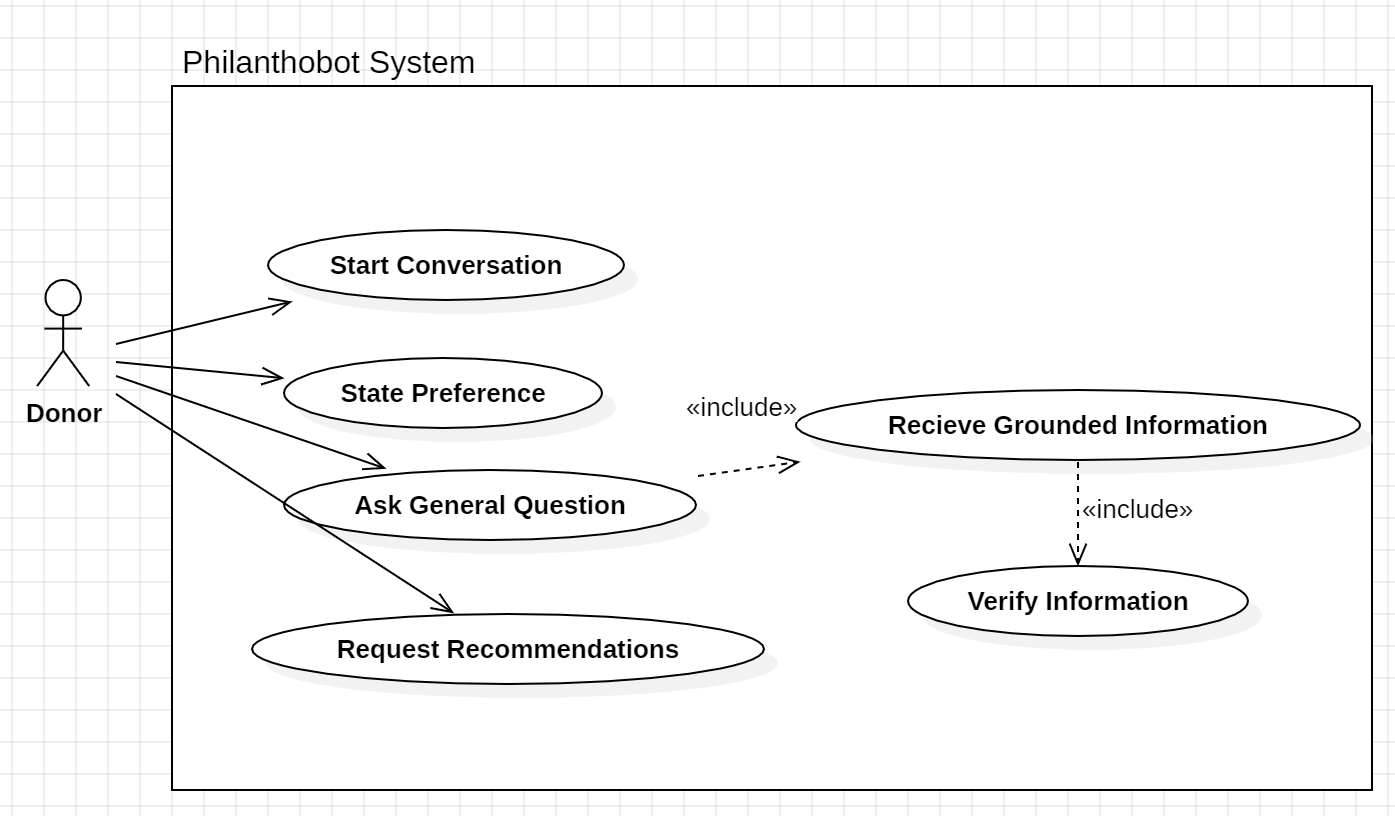 Philanthobot System
Start Conversation
State Preference
Donor
«include»
Recieve Grounded Information
Ask General Question
«include»
Verify Information
Request Recommendations